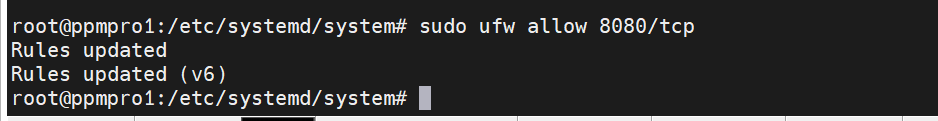 root@ppmpro1:/etc/systemd/system# sudo ufw allow 8080/tcp
Rules updated
Rules updated (v6)
root@ppmpro1:/etc/systemd/system#